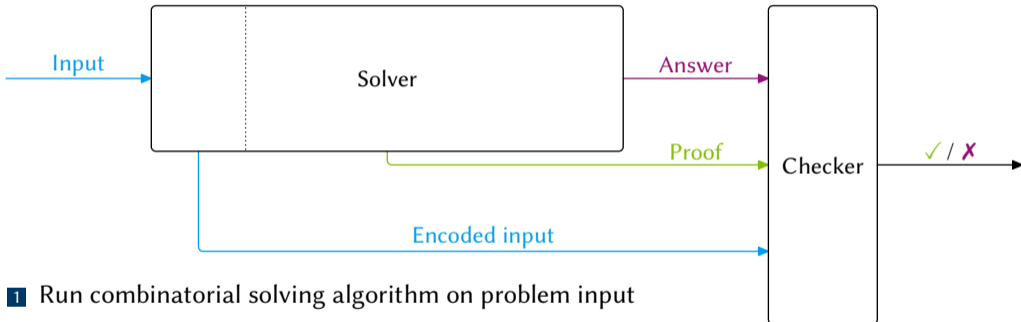 Input
Solver
Answer
Proof
Checker
✓ / ✗
Encoded input
1 Run combinatorial solving algorithm on problem input